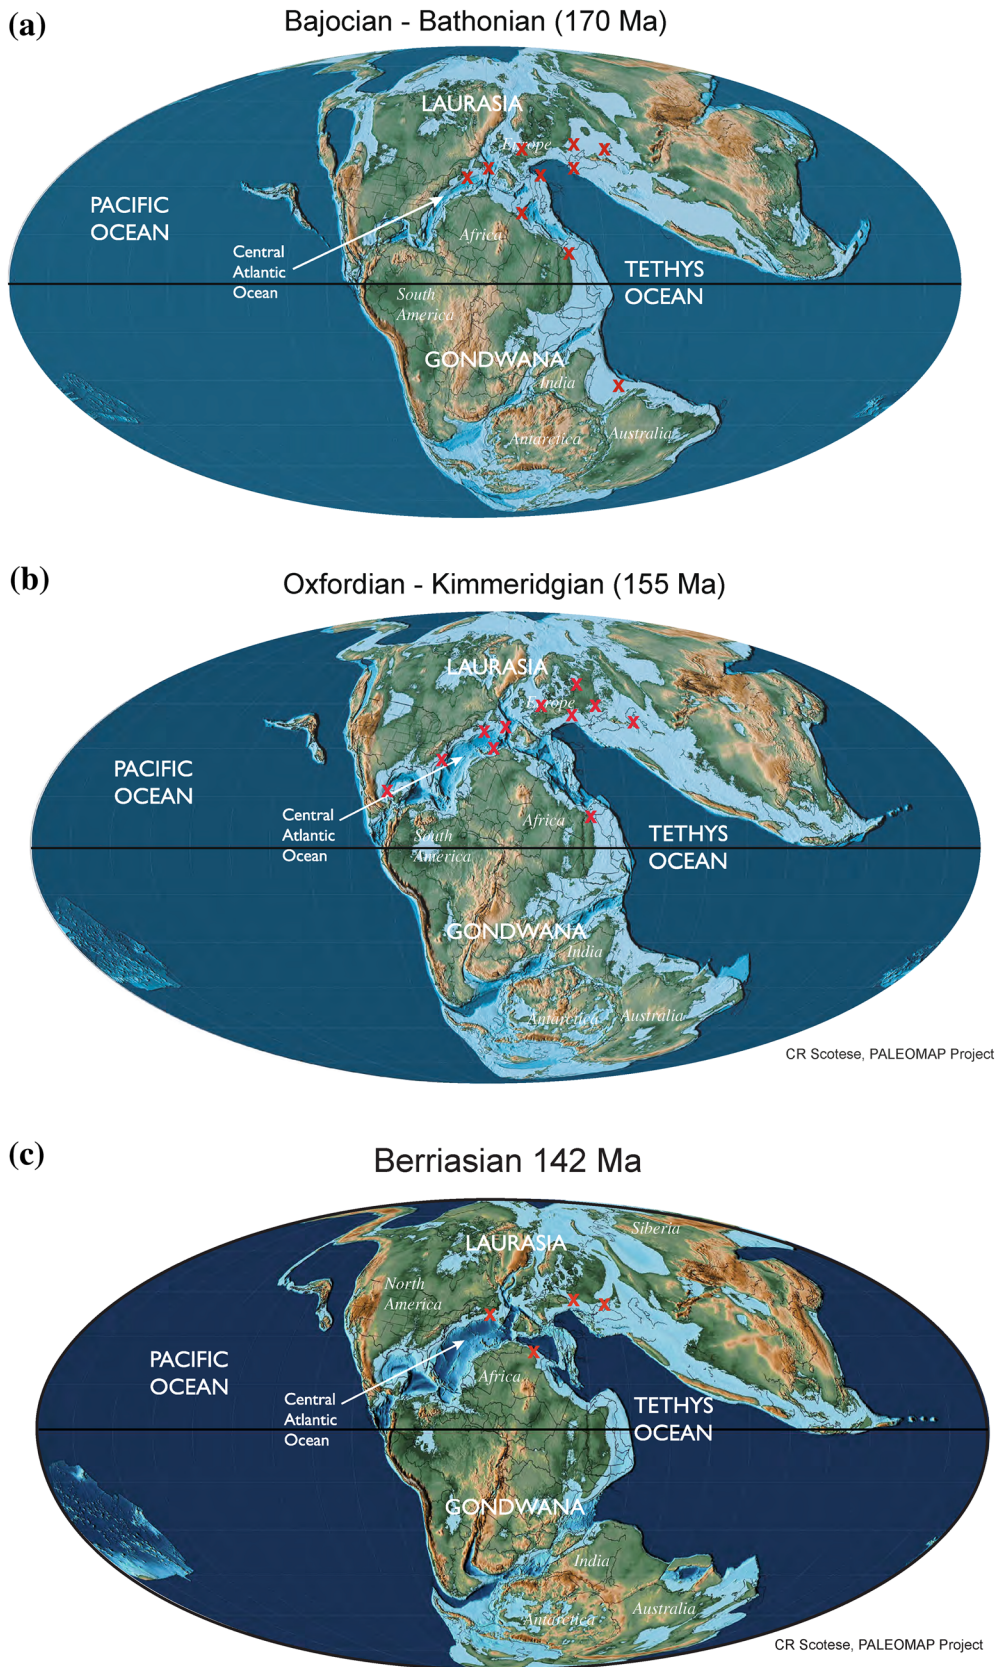 (a)
Bajocian - Bathonian (170 Ma)
LAURASIA
Europe
PACIFIC
OCEAN
Africa
Central
Atlantic
Ocean
TETHYS
OCEAN
South
America
GONDWANA
India
Antarctica
Australia
(b)
Oxfordian - Kimmeridgian (155 Ma)
LAURASIA
Europe
PACIFIC
OCEAN
Central
Atlantic
Ocean
Africa
South
America
TETHYS
OCEAN
GONDWANA
India
Antarctica
Australia
CR Scotese, PALEOMAP Project
(c)
Berriasian 142 Ma
Siberia
LAURASIA
North
America
PACIFIC
OCEAN
Africa
Central
Atlantic
Ocean
TETHYS
OCEAN
GONDWANA
India
Antarctica
Australia
CR Scotese, PALEOMAP Project